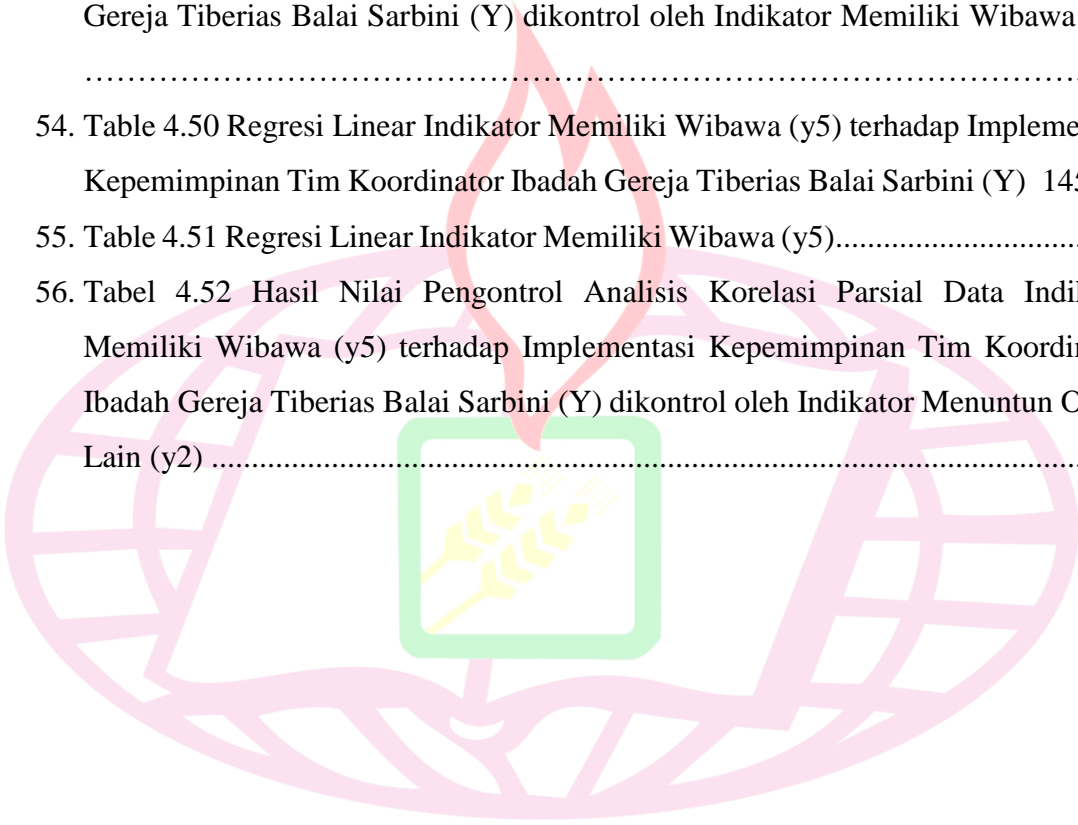 Gereja Tiberias Balai Sarbini (Y) dikontrol oleh Indikator Memiliki Wibawa
……………………………………………………………………………………
54. Table 4.50 Regresi Linear Indikator Memiliki Wibawa (y5) terhadap Impleme
Kepemimpinan Tim Koordinator Ibadah Gereja Tiberias Balai Sarbini (Y) 145
55. Table 4.51 Regresi Linear Indikator Memiliki Wibawa (y5)..............................
56. Tabel 4.52 Hasil Nilai Pengontrol Analisis Korelasi Parsial Data Indi
Memiliki Wibawa (y5) terhadap Implementasi Kepemimpinan Tim Koordi
Ibadah Gereja Tiberias Balai Sarbini (Y) dikontrol oleh Indikator Menuntun O
Lain (y2) ............................................................................................................